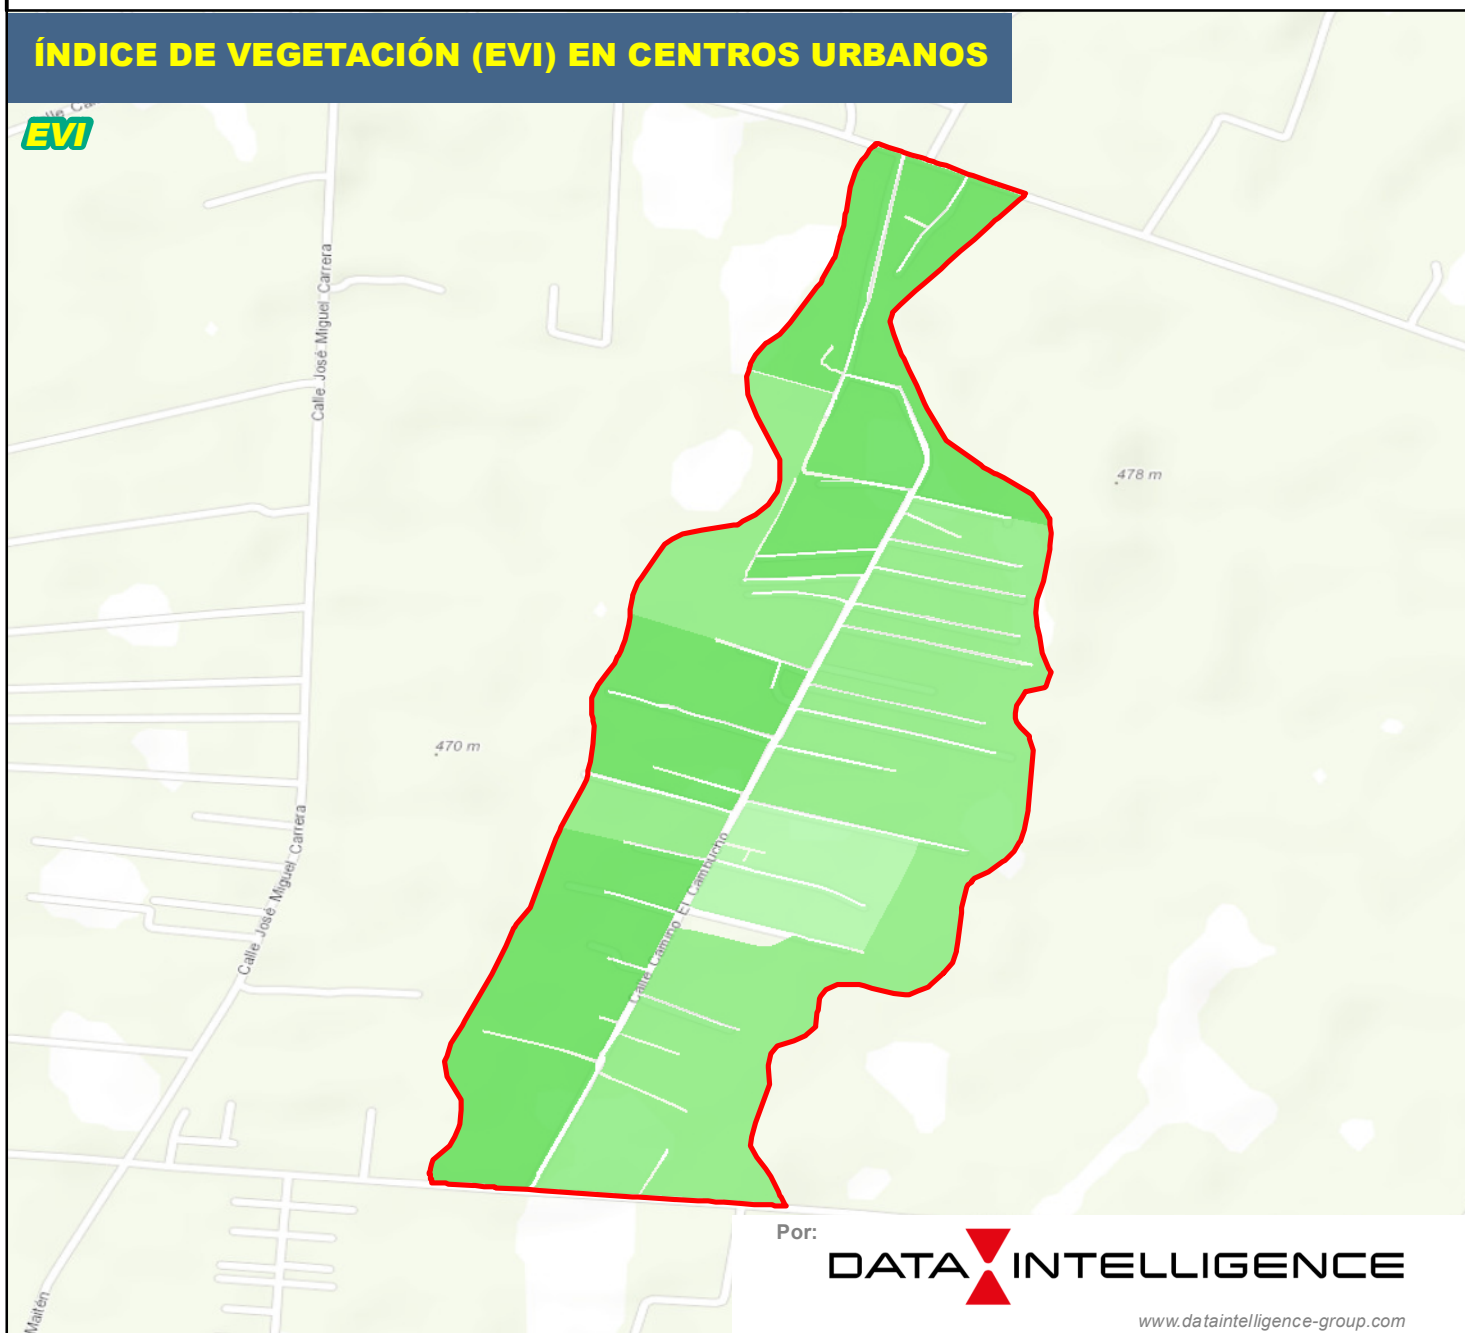 ÍNDICE DE VEGETACIÓN (EVI) EN CENTROS URBANOS
EVI
Calle José Miguel Carrera
478 m
470 m
Calle José Miguel Carrera
Calle Camino El Cambucho
Maitén
Por:
DATA INTELLIGENCE
www.dataintelligence-group.com